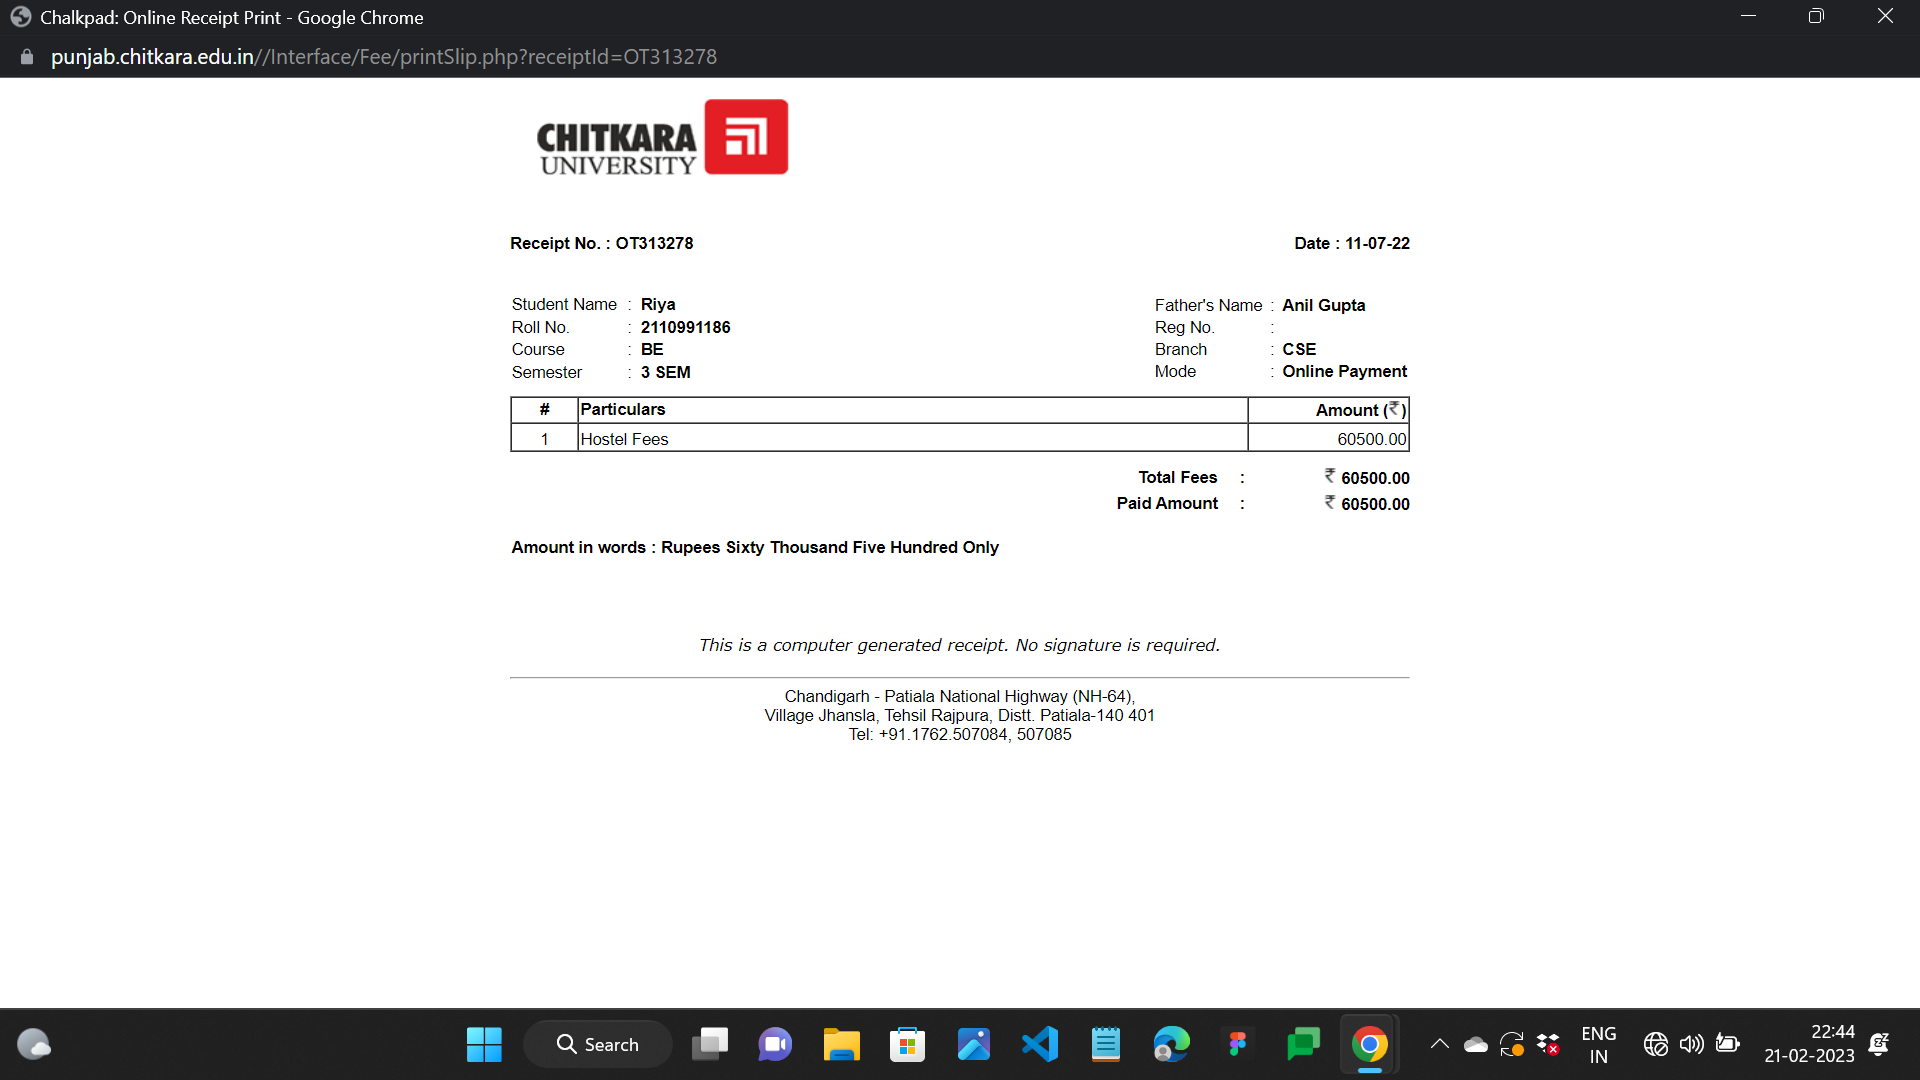 Chalkpad: Online Receipt Print - Google Chrome
punjab.chitkara.edu.in//Interface/Fee/printSlip.php?receiptId=OT313278
CHITKARA
UNIVERSITY
Receipt No. : OT313278 Date : 11-07-22
Student Name : Riya Father's Name : Anil Gupta
Roll No. : 2110991186 Reg No. :
Course : BE Branch : CSE
Semester : 3 SEM Mode : Online Payment
# Particulars Amount (₹)
1 Hostel Fees 60500.00
Total Fees : ₹ 60500.00
Paid Amount : ₹ 60500.00
Amount in words : Rupees Sixty Thousand Five Hundred Only
This is a computer generated receipt. No signature is required.
Chandigarh - Patiala National Highway (NH-64),
Village Jhansla, Tehsil Rajpura, Distt. Patiala-140 401
Tel: +91.1762.507084, 507085
Search ENG 22:44
IN 21-02-2023